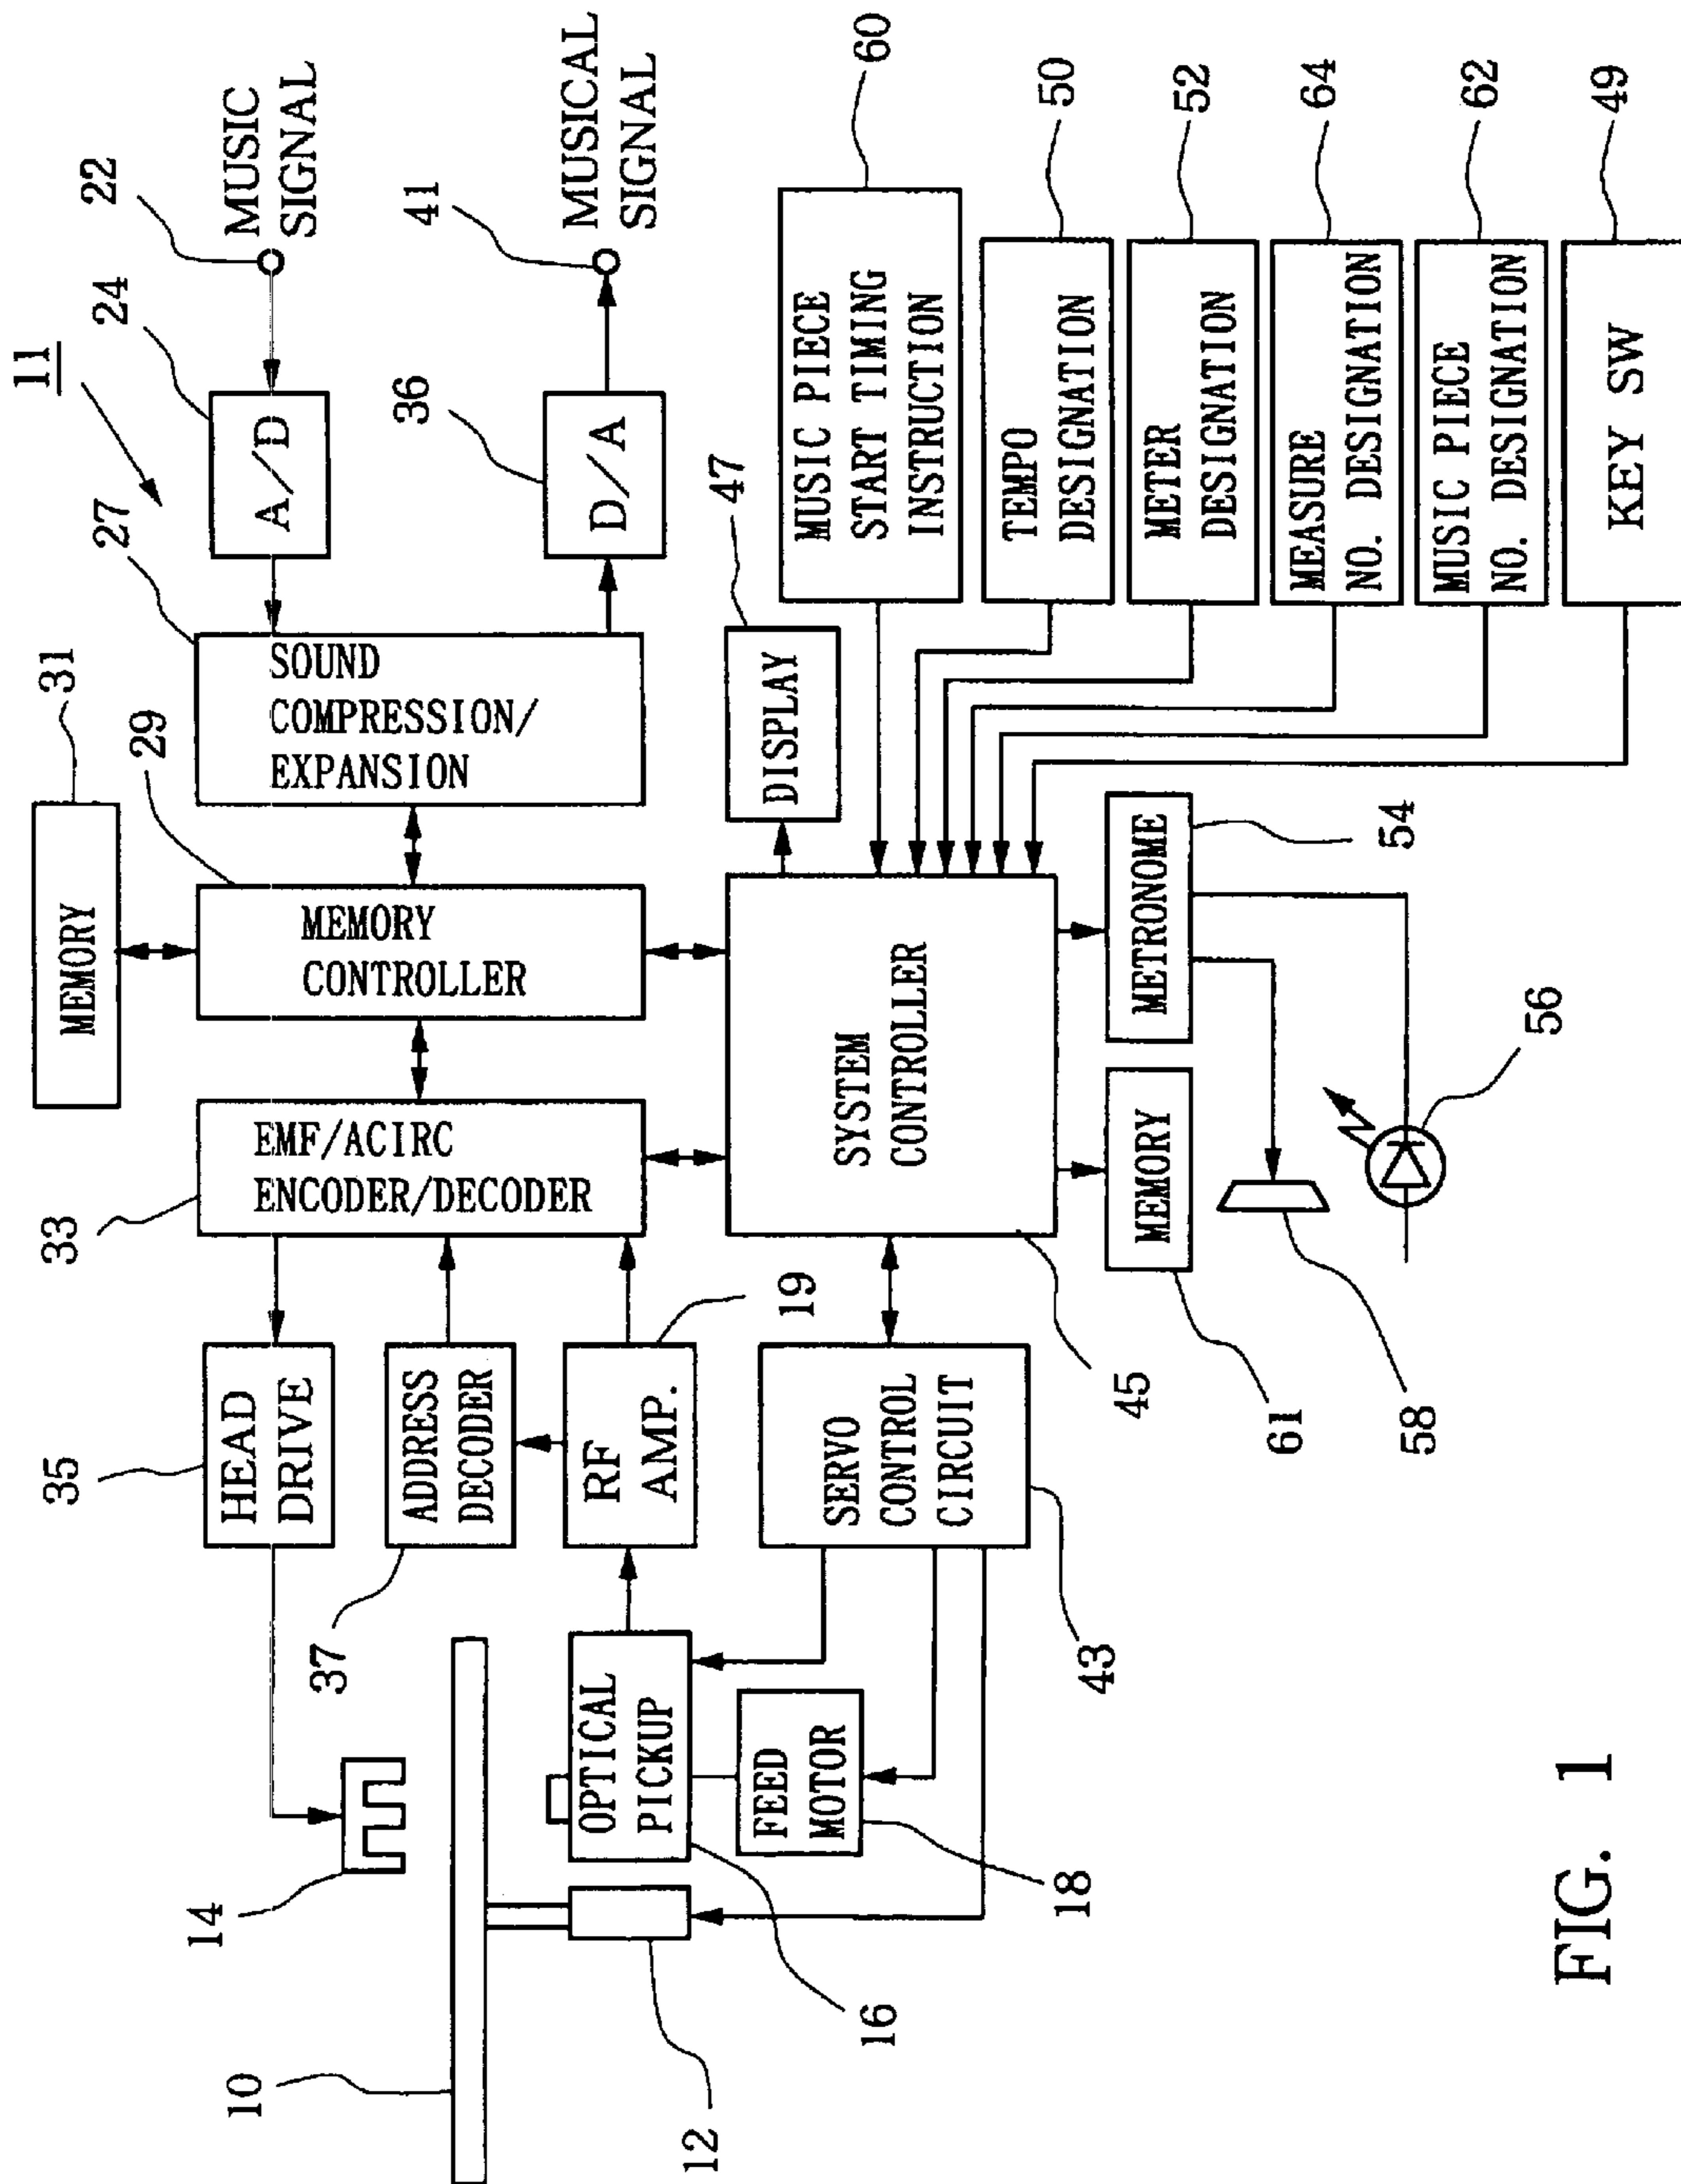 11
22
MUSIC
SIGNAL
24
A/D
27
SOUND
COMPRESSION/
EXPANSION
31
MEMORY
29
MEMORY
CONTROLLER
33
EMF/ACIRC
ENCODER/DECODER
35
HEAD
DRIVE
37
ADDRESS
DECODER
RF
AMP.
19
36
D/A
41
MUSICAL
SIGNAL
14
10
12
OPTICAL
PICKUP
16
FEED
MOTOR
18
SERVO
CONTROL
CIRCUIT
43
SYSTEM
CONTROLLER
45
47
DISPLAY
MUSIC PIECE
START TIMING
INSTRUCTION
60
TEMPO
DESIGNATION
50
METER
DESIGNATION
52
MEASURE
NO. DESIGNATION
64
MUSIC PIECE
NO. DESIGNATION
62
KEY SW
49
MEMORY
61
METRONOME
54
58
56
FIG. 1